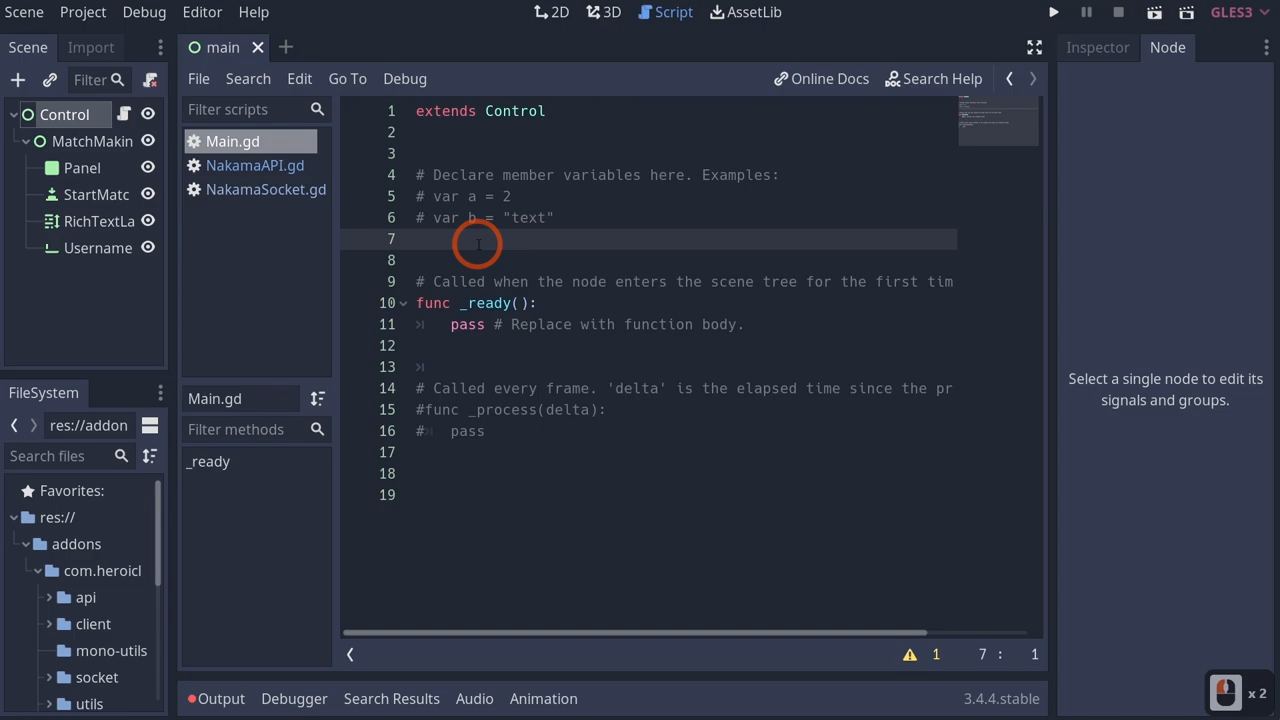 Scene Project Debug Editor Help 2D 3D Script AssetLib GLES3
Scene Import main Inspector Node
Filter File Search Edit Go To Debug Online Docs Search Help
Control Filter scripts
MatchMakin Main.gd
Panel NakamaAPI.gd
StartMatc NakamaSocket.gd
RichTextLa
Username
1 extends Control
2
3
4 # Declare member variables here. Examples:
5 # var a = 2
6 # var b = "text"
7
8
9 # Called when the node enters the scene tree for the first tim
10 func _ready():
11 pass # Replace with function body.
12
13
14 # Called every frame. 'delta' is the elapsed time since the pr
15 #func _process(delta):
16 # pass
17
18
19
Select a single node to edit its
signals and groups.
FileSystem Main.gd
res://addon Filter methods
Search files _ready
Favorites:
res://
addons
com.heroicl
api
client
mono-utils
socket
utils
1 7 : 1
Output Debugger Search Results Audio Animation 3.4.4.stable
x 2